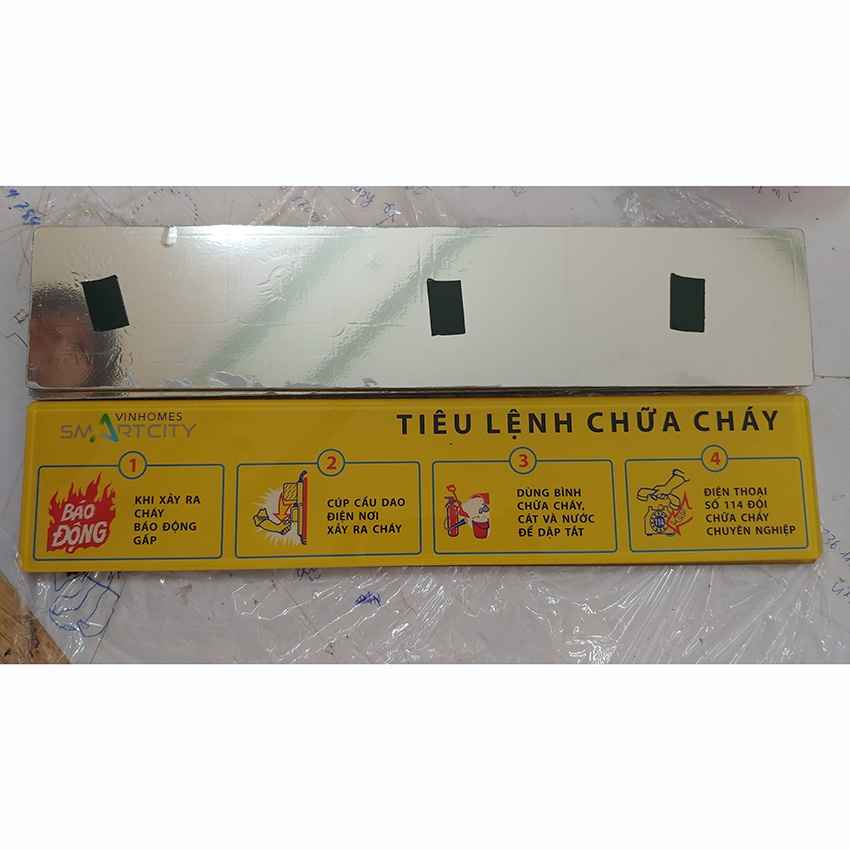 VINHOMES
SMARTCITY
TIÊU LỆNH CHỮA CHÁY
1
BÁO
ĐỘNG
KHI XẢY RA
CHÁY
BÁO ĐỘNG
GẤP
2
CÚP CẦU DAO
ĐIỆN NƠI
XẢY RA CHÁY
3
DÙNG BÌNH
CHỮA CHÁY,
CÁT VÀ NƯỚC
ĐỂ DẬP TẮT
4
114
ĐIỆN THOẠI
SỐ 114 ĐỘI
CHỮA CHÁY
CHUYÊN NGHIỆP